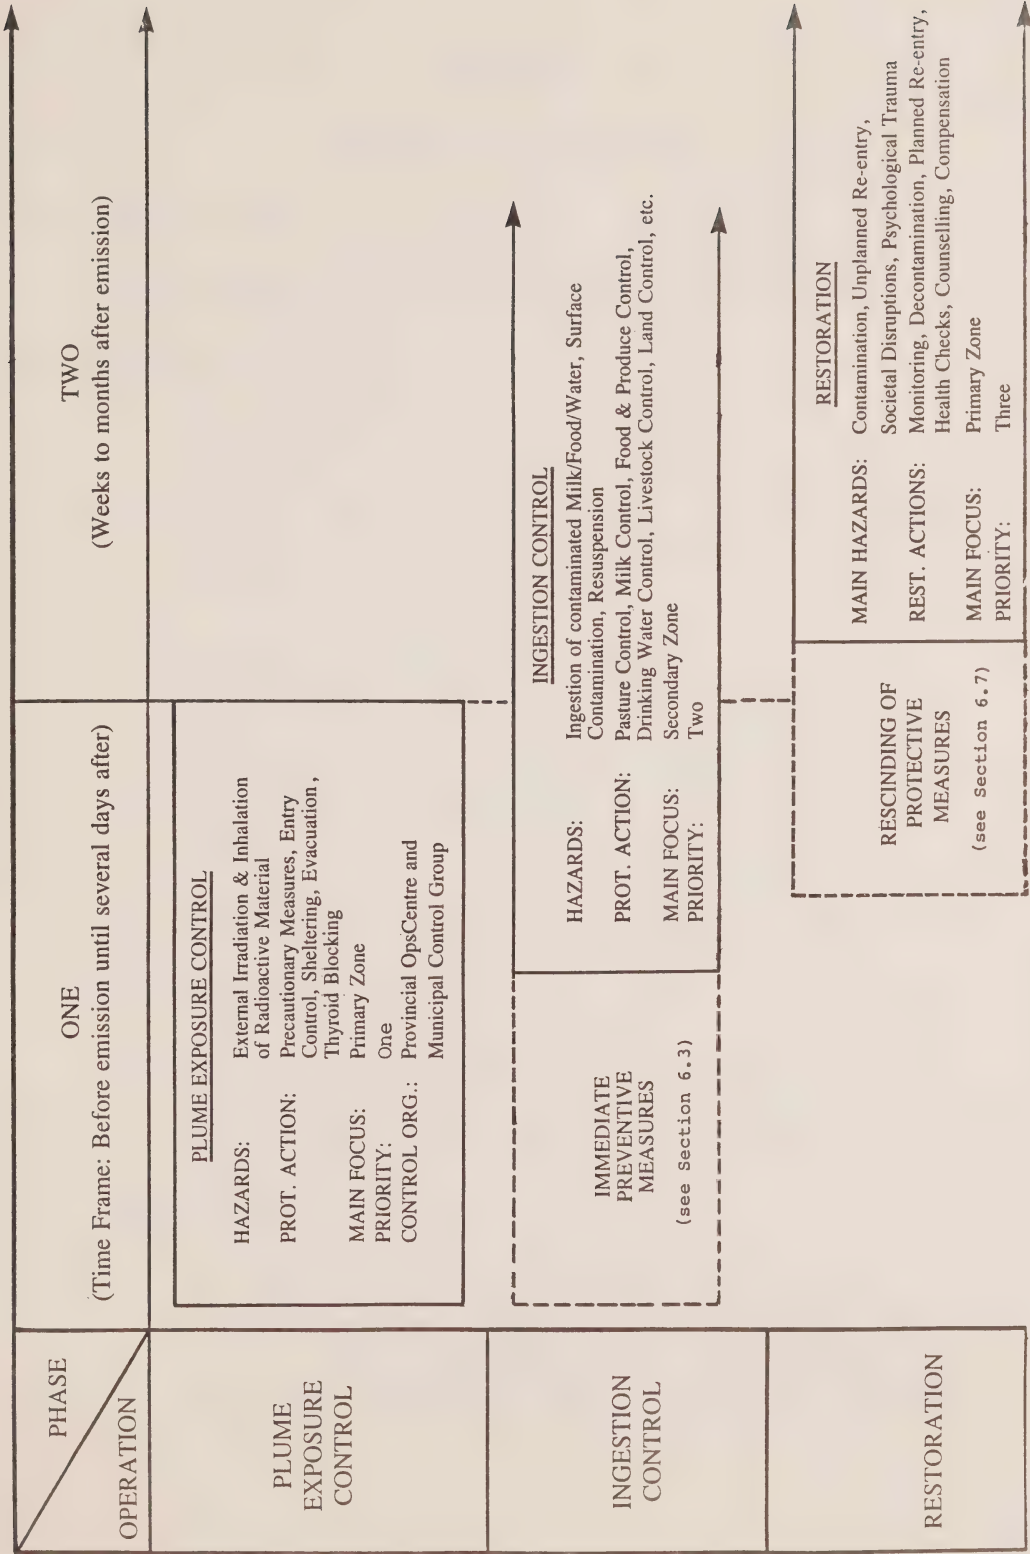 PHASE
OPERATION
ONE
(Time Frame: Before emission until several days after)
TWO
(Weeks to months after emission)
PLUME
EXPOSURE
CONTROL
PLUME EXPOSURE CONTROL
HAZARDS: External Irradiation & Inhalation
of Radioactive Material
PROT. ACTION: Precautionary Measures, Entry
Control, Sheltering, Evacuation,
Thyroid Blocking
MAIN FOCUS: Primary Zone
PRIORITY: One
CONTROL ORG.: Provincial OpsCentre and
Municipal Control Group
INGESTION
CONTROL
IMMEDIATE
PREVENTIVE
MEASURES
(see Section 6.3)
INGESTION CONTROL
HAZARDS: Ingestion of contaminated Milk/Food/Water, Surface
Contamination, Resuspension
PROT. ACTION: Pasture Control, Milk Control, Food & Produce Control,
Drinking Water Control, Livestock Control, Land Control, etc.
MAIN FOCUS: Secondary Zone
PRIORITY: Two
RESTORATION
RESCINDING OF
PROTECTIVE
MEASURES
(see Section 6.7)
RESTORATION
MAIN HAZARDS: Contamination, Unplanned Re-entry,
Societal Disruptions, Psychological Trauma
REST. ACTIONS: Monitoring, Decontamination, Planned Re-entry,
Health Checks, Counselling, Compensation
MAIN FOCUS: Primary Zone
PRIORITY: Three